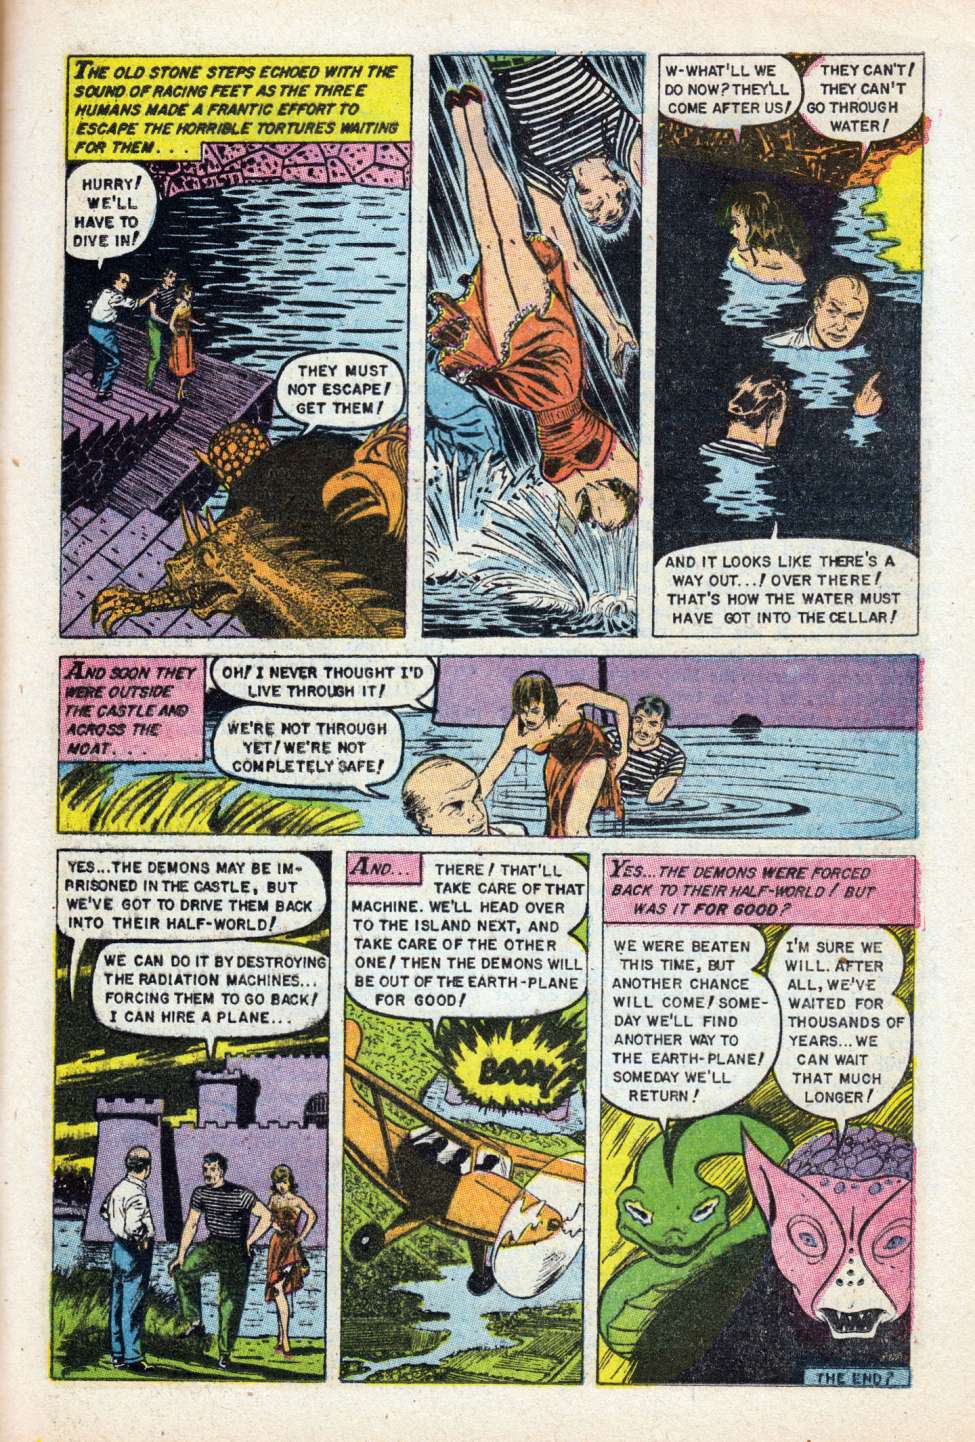 THE OLD STONE STEPS ECHOED WITH THE
SOUND OF RACING FEET AS THE THREE
HUMANS MADE A FRANTIC EFFORT TO
ESCAPE THE HORRIBLE TORTURES WAITING
FOR THEM...
HURRY!
WE'LL
HAVE TO
DIVE IN!
THEY MUST
NOT ESCAPE!
GET THEM!
W-WHAT'LL WE
DO NOW? THEY'LL
COME AFTER US!
THEY CAN'T!
THEY CAN'T
GO THROUGH
WATER!
AND IT LOOKS LIKE THERE'S A
WAY OUT...! OVER THERE!
THAT'S HOW THE WATER MUST
HAVE GOT INTO THE CELLAR!
AND SOON THEY
WERE OUTSIDE
THE CASTLE AND
ACROSS THE
MOAT...
OH! I NEVER THOUGHT I'D
LIVE THROUGH IT!
WE'RE NOT THROUGH
YET! WE'RE NOT
COMPLETELY SAFE!
YES...THE DEMONS MAY BE IM-
PRISONED IN THE CASTLE, BUT
WE'VE GOT TO DRIVE THEM BACK
INTO THEIR HALF-WORLD!
WE CAN DO IT BY DESTROYING
THE RADIATION MACHINES...
FORCING THEM TO GO BACK!
I CAN HIRE A PLANE...
AND...
THERE! THAT'LL
TAKE CARE OF THAT
MACHINE. WE'LL HEAD OVER
TO THE ISLAND NEXT, AND
TAKE CARE OF THE OTHER
ONE! THEN THE DEMONS WILL
BE OUT OF THE EARTH-PLANE
FOR GOOD!
BOOM!
YES...THE DEMONS WERE FORCED
BACK TO THEIR HALF-WORLD! BUT
WAS IT FOR GOOD?
WE WERE BEATEN
THIS TIME, BUT
ANOTHER CHANCE
WILL COME! SOME-
DAY WE'LL FIND
ANOTHER WAY TO
THE EARTH-PLANE!
SOMEDAY WE'LL
RETURN!
I'M SURE WE
WILL. AFTER
ALL, WE'VE
WAITED FOR
THOUSANDS OF
YEARS...WE
CAN WAIT
THAT MUCH
LONGER!
THE END?